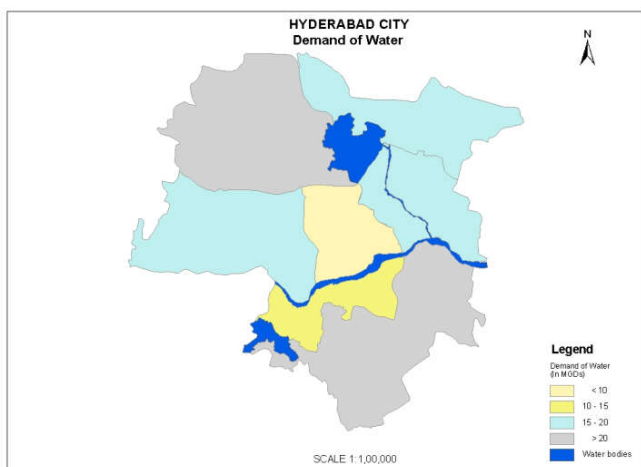 HYDERABAD CITY
Demand of Water
N
Legend
Demand of Water
(In MGDs)
< 10
10 - 15
15 - 20
> 20
Water bodies
SCALE 1:1,00,000